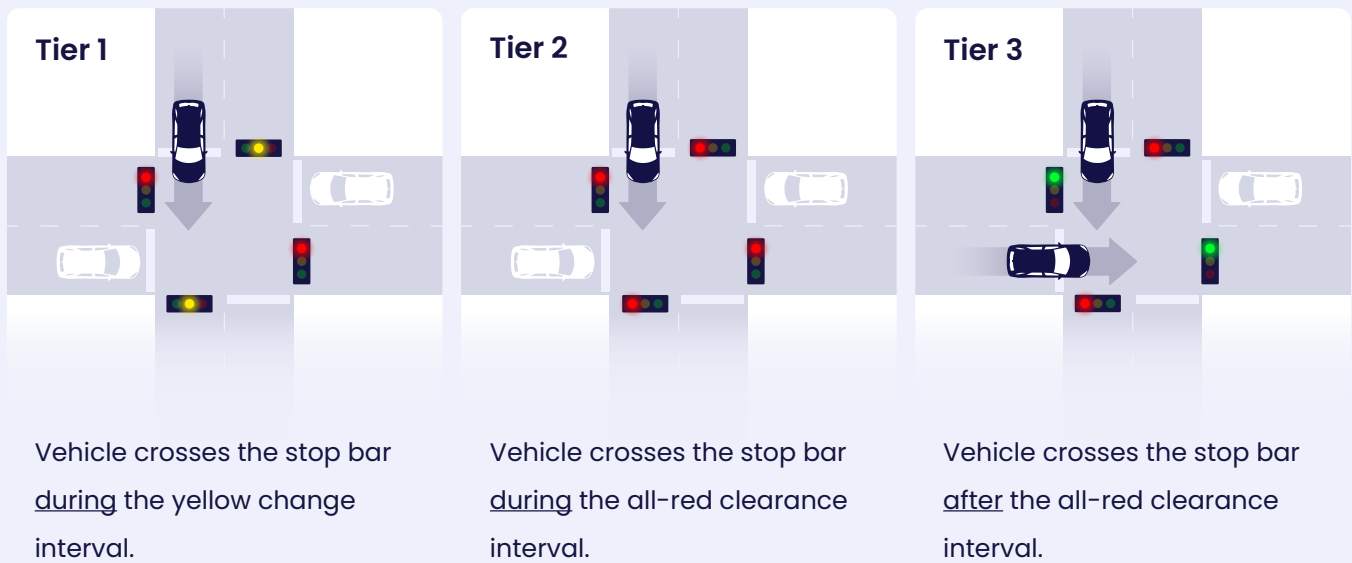 Tier 1
Vehicle crosses the stop bar
during the yellow change
interval.
Tier 2
Vehicle crosses the stop bar
during the all-red clearance
interval.
Tier 3
Vehicle crosses the stop bar
after the all-red clearance
interval.